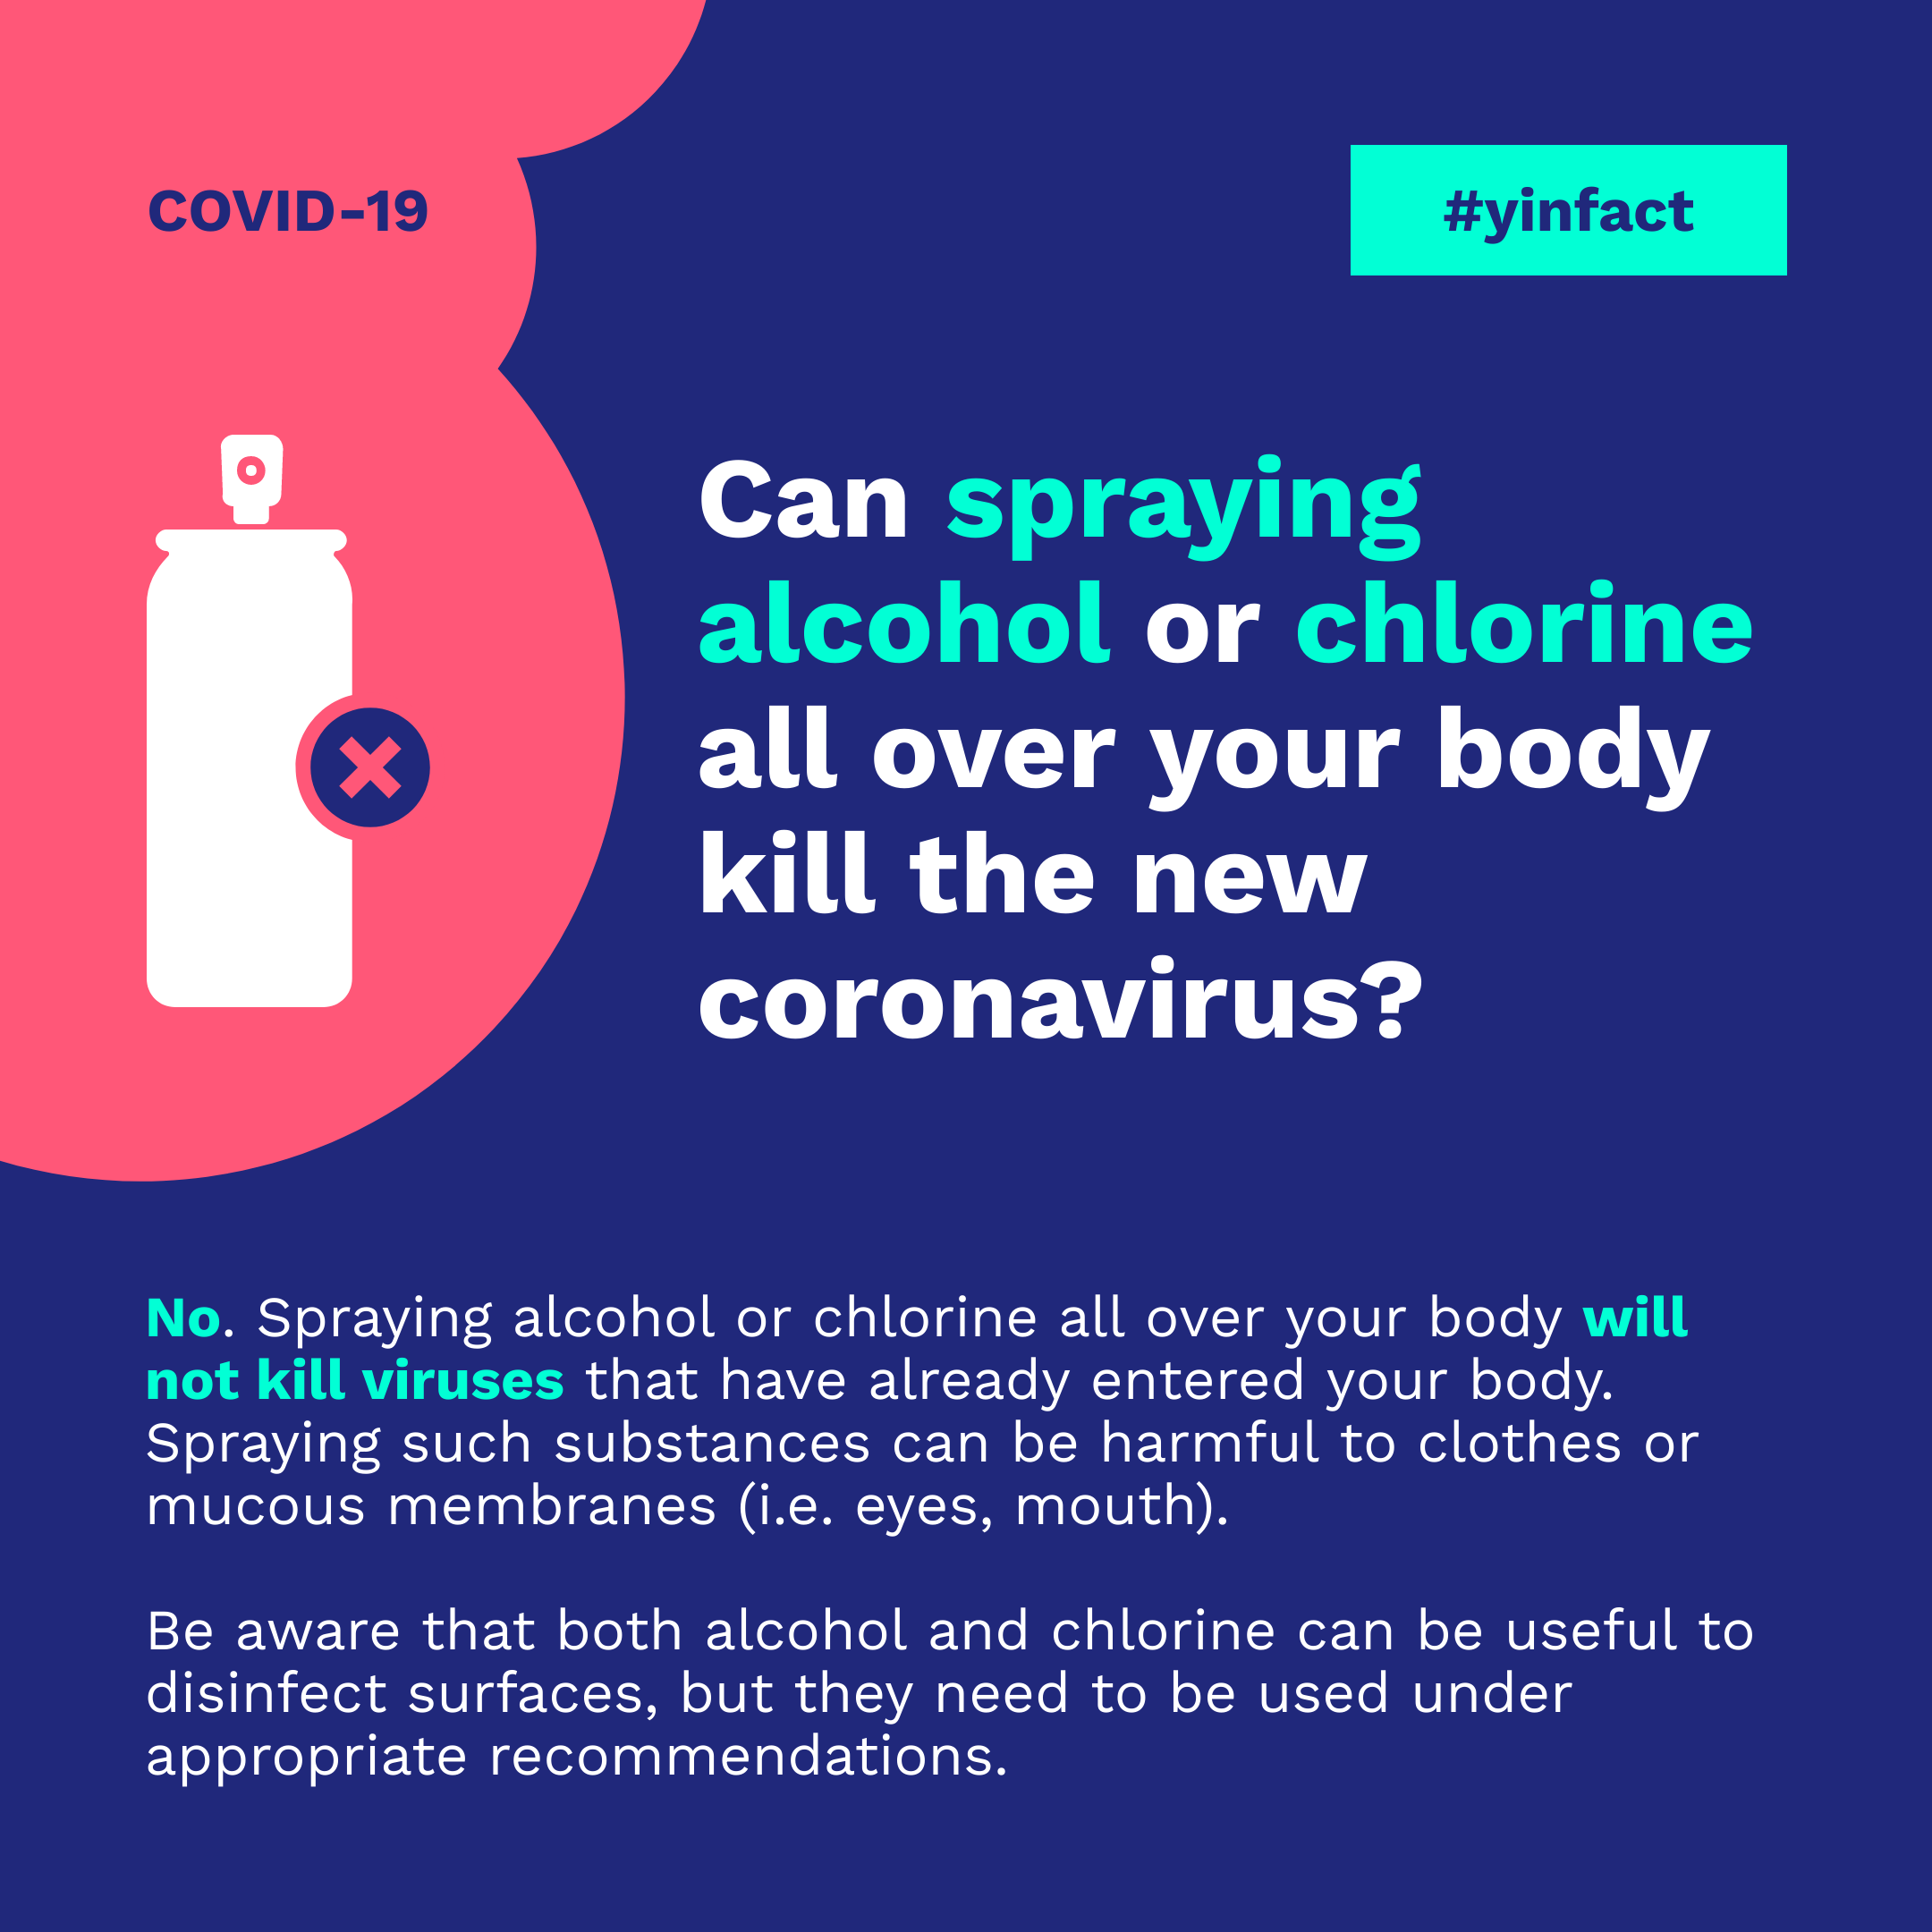 COVID-19
#yinfact
Can spraying
alcohol or chlorine
all over your body
kill the new
coronavirus?
No. Spraying alcohol or chlorine all over your body will
not kill viruses that have already entered your body.
Spraying such substances can be harmful to clothes or
mucous membranes (i.e. eyes, mouth).
Be aware that both alcohol and chlorine can be useful to
disinfect surfaces, but they need to be used under
appropriate recommendations.